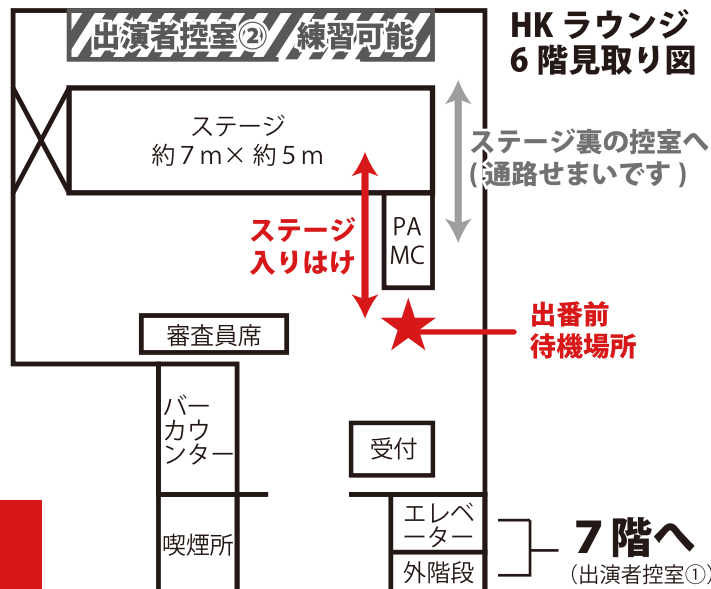 HK ラウンジ
6 階見取り図
出演者控室② 練習可能
ステージ
約７ｍ× 約５ｍ
ステージ裏の控室へ
( 通路せまいです )
ステージ
入りはけ
PA
MC
出番前
待機場所
審査員席
バー
カウ
ンター
受付
喫煙所
エレベ
ーター
外階段
７階へ
（出演者控室①）